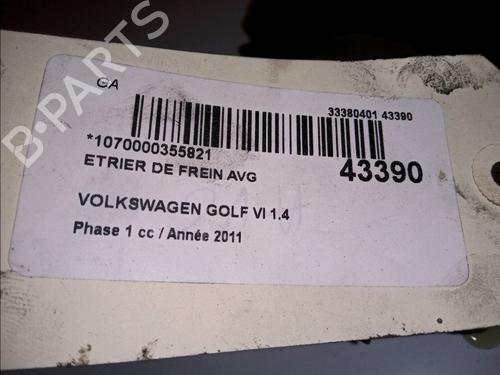 GA
33380401 43390
*1070000355821
43390
ETRIER DE FREIN AVG
VOLKSWAGEN GOLF VI 1.4
Phase 1 cc / Année 2011
B-PARTS